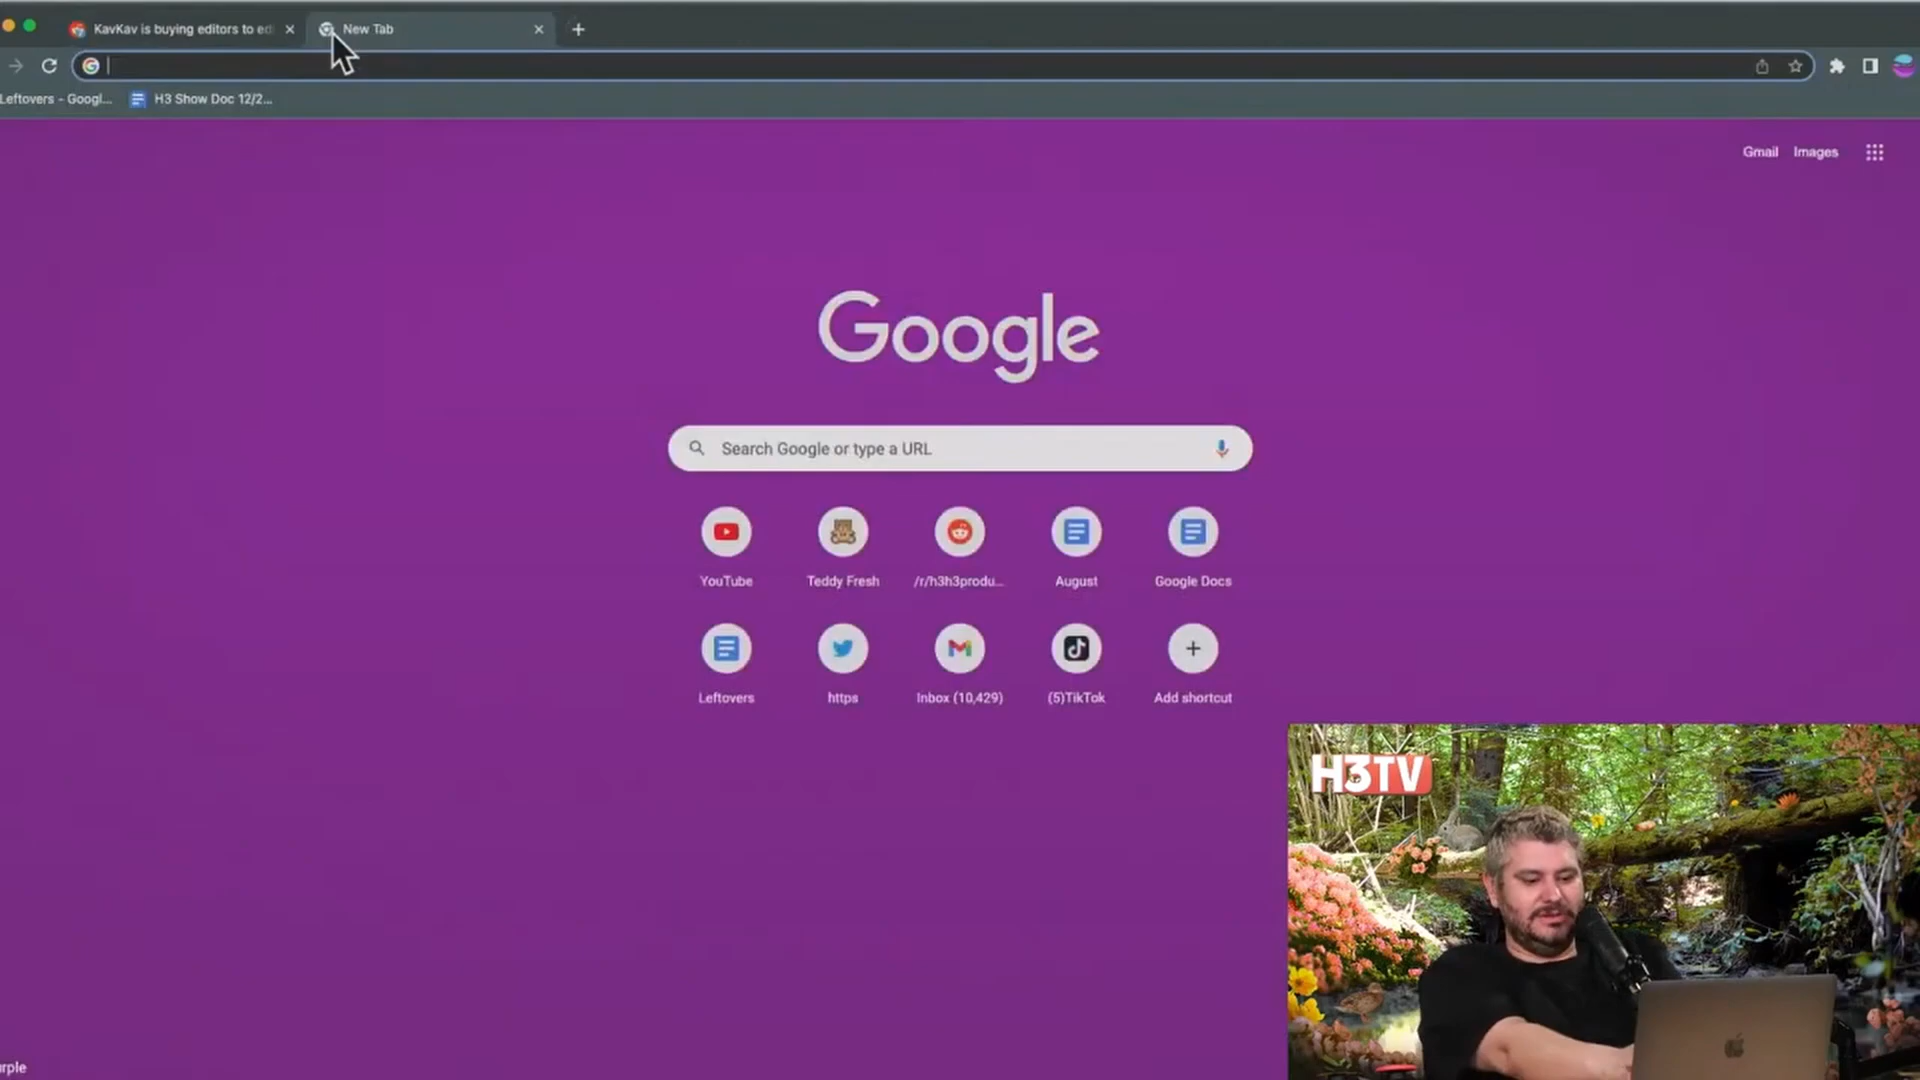 KavKav is buying editors to ed
New Tab
Leftovers - Googl...
H3 Show Doc 12/2...
Gmail
Images
Google
Search Google or type a URL
YouTube
Teddy Fresh
/r/h3h3produ...
August
Google Docs
Leftovers
https
Inbox (10,429)
(5)TikTok
Add shortcut
H3TV
rple